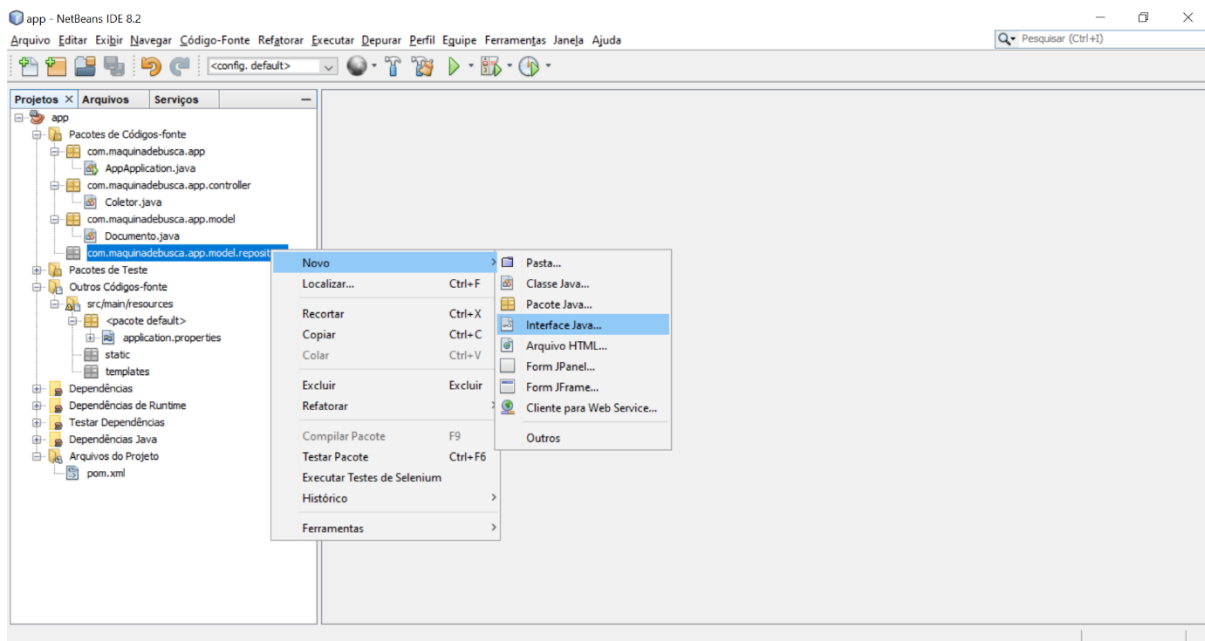 app - NetBeans IDE 8.2
Arquivo Editar Exibir Navegar Código-Fonte Refatorar Executar Depurar Perfil Equipe Ferramentas Janela Ajuda
Pesquisar (Ctrl+I)
<config. default>
Projetos Arquivos Serviços
app
Pacotes de Códigos-fonte
com.maquinadebusca.app
AppApplication.java
com.maquinadebusca.app.controller
Coletor.java
com.maquinadebusca.app.model
Documento.java
com.maquinadebusca.app.model.reposit
Pacotes de Teste
Outros Códigos-fonte
src/main/resources
<pacote default>
application.properties
static
templates
Dependências
Dependências de Runtime
Testar Dependências
Dependências Java
Arquivos do Projeto
pom.xml
Novo
Localizar... Ctrl+F
Recortar Ctrl+X
Copiar Ctrl+C
Colar Ctrl+V
Excluir Excluir
Refatorar
Compilar Pacote F9
Testar Pacote Ctrl+F6
Executar Testes de Selenium
Histórico
Ferramentas
Pasta...
Classe Java...
Pacote Java...
Interface Java...
Arquivo HTML...
Form JPanel...
Form JFrame...
Cliente para Web Service...
Outros